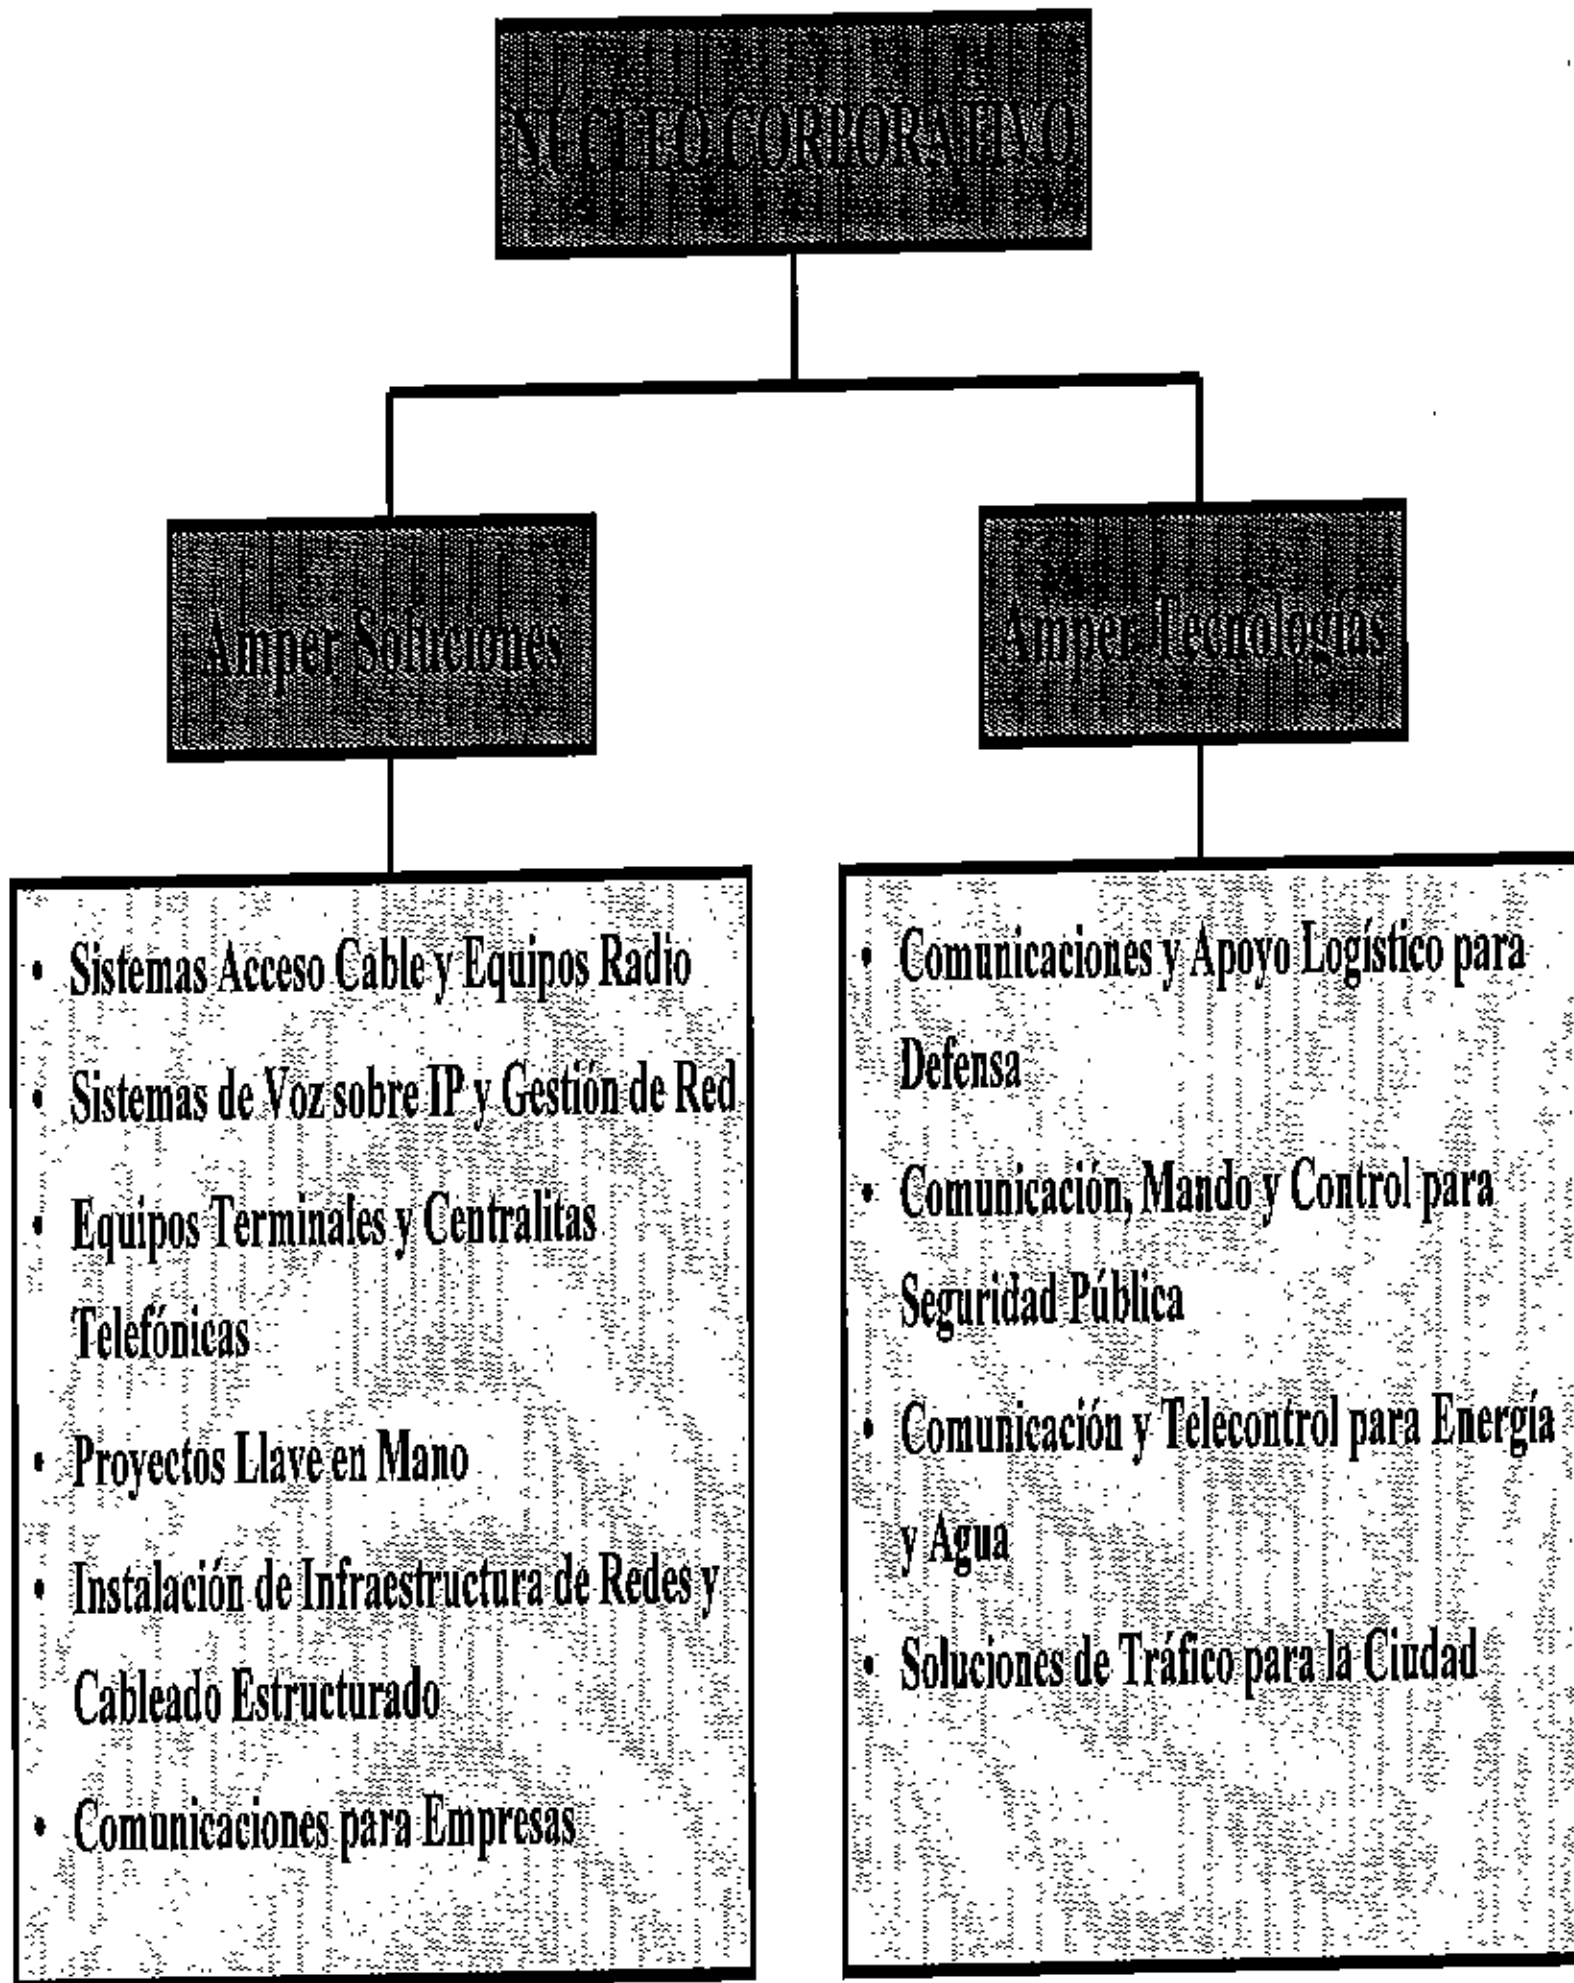 NÚCLEO CORPORATIVO
Amper Soluciones
Amper Tecnologías
• Sistemas Acceso Cable y Equipos Radio
• Sistemas de Voz sobre IP y Gestión de Red
• Equipos Terminales y Centralitas
Telefónicas
• Proyectos Llave en Mano
• Instalación de Infraestructura de Redes y
Cableado Estructurado
• Comunicaciones para Empresas
• Comunicaciones y Apoyo Logístico para
Defensa
• Comunicación, Mando y Control para
Seguridad Pública
• Comunicación y Telecontrol para Energía
y Agua
• Soluciones de Tráfico para la Ciudad